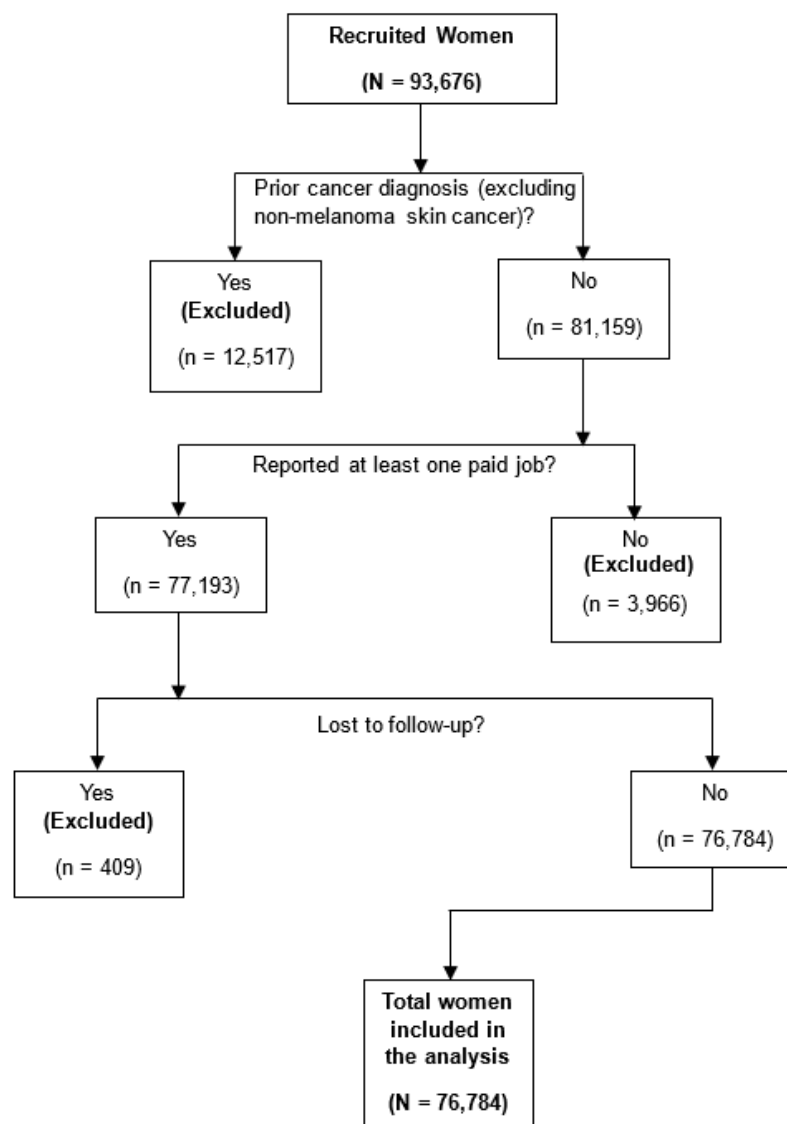 Recruited Women
(N = 93,676)
Prior cancer diagnosis (excluding
non-melanoma skin cancer)?
Yes
(Excluded)
(n = 12,517)
No
(n = 81,159)
Reported at least one paid job?
Yes
(n = 77,193)
No
(Excluded)
(n = 3,966)
Lost to follow-up?
Yes
(Excluded)
(n = 409)
No
(n = 76,784)
Total women
included in
the analysis
(N = 76,784)